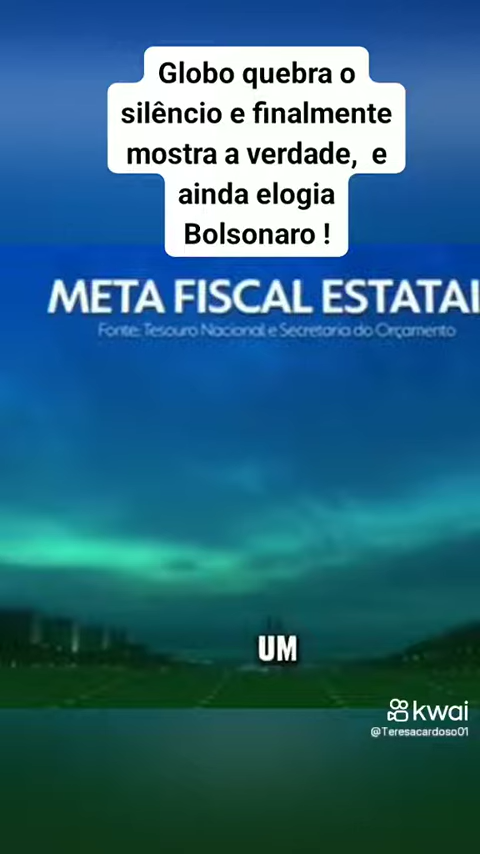 Globo quebra o
silêncio e finalmente
mostra a verdade, e
ainda elogia
Bolsonaro !
META FISCAL ESTATAI
Fonte: Tesouro Nacional e Secretaria do Orçamento
UM
kwai
@Teresacardoso01